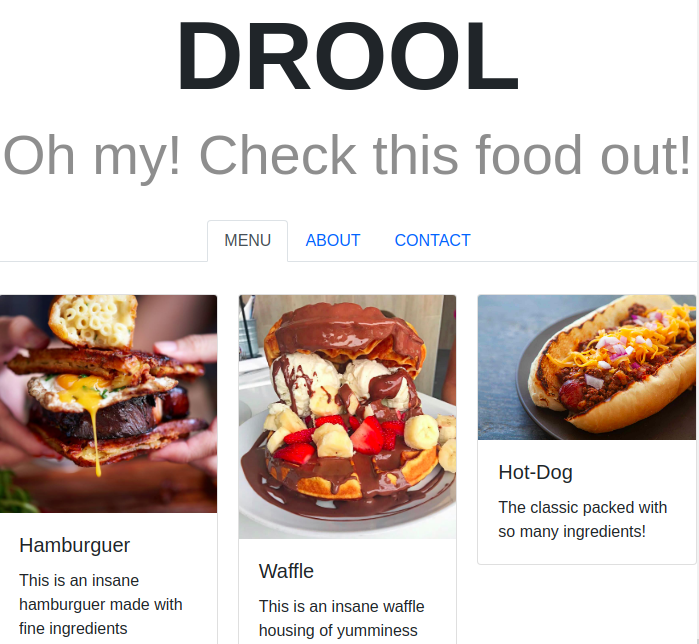 DROOL
Oh my! Check this food out!
MENU
ABOUT
CONTACT
Hamburguer
This is an insane
hamburguer made with
fine ingredients
Waffle
This is an insane waffle
housing of yumminess
Hot-Dog
The classic packed with
so many ingredients!